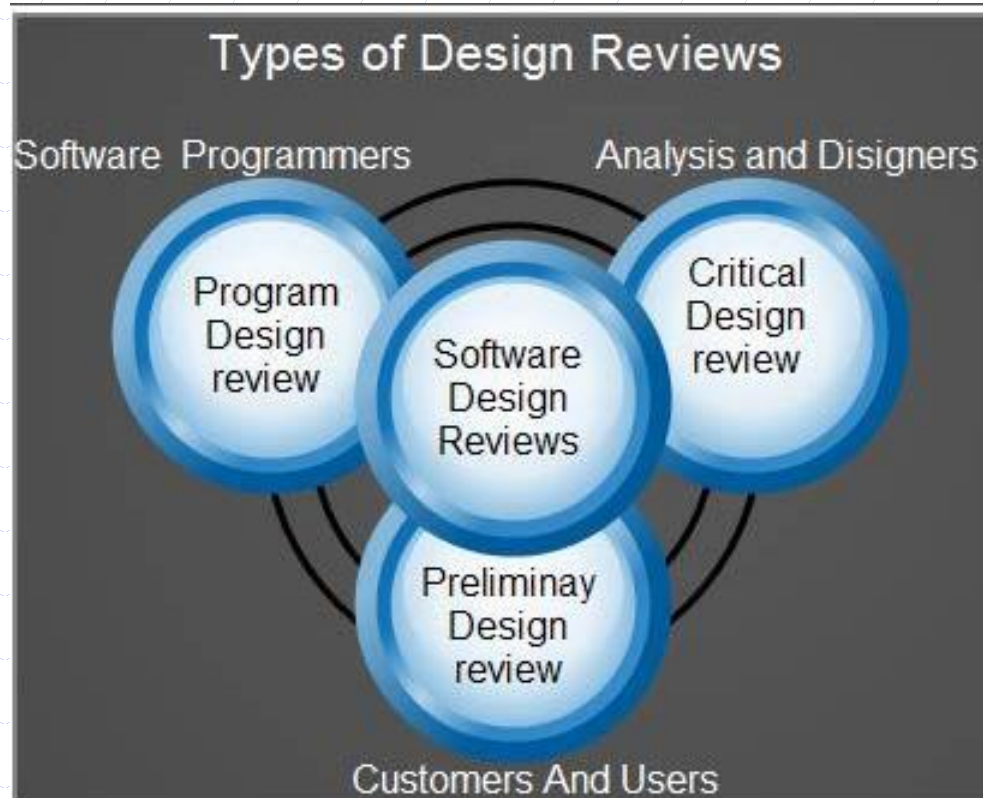 Types of Design Reviews
Software Programmers
Analysis and Disigners
Program
Design
review
Critical
Design
review
Software
Design
Reviews
Preliminay
Design
review
Customers And Users